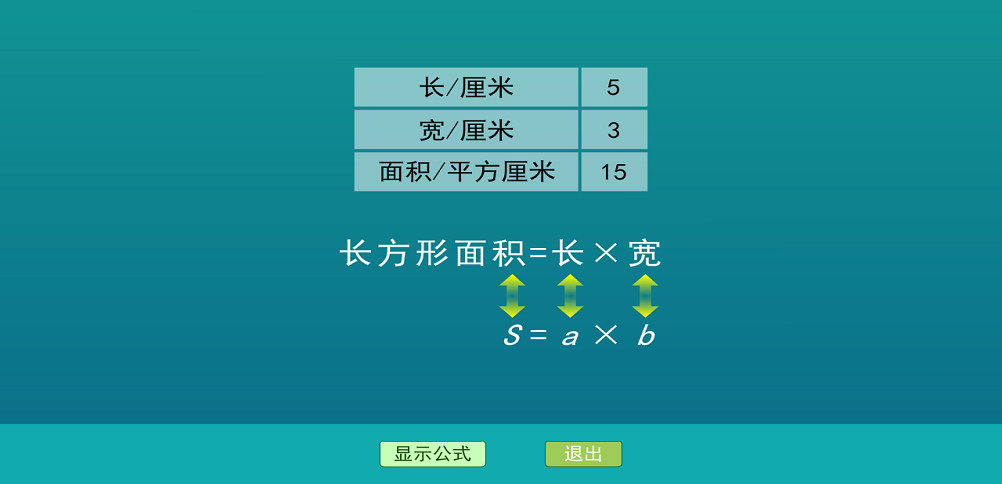 长/厘米 5
宽/厘米 3
面积/平方厘米 15
长方形面积=长×宽
S=a×b
显示公式 退出